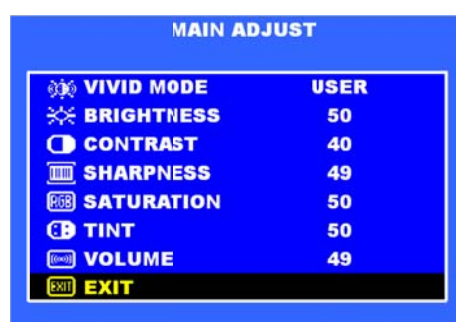 MAIN ADJUST
VIVID MODE USER
BRIGHTNESS 50
CONTRAST 40
SHARPNESS 49
RGB SATURATION 50
TINT 50
VOLUME 49
EXIT EXIT